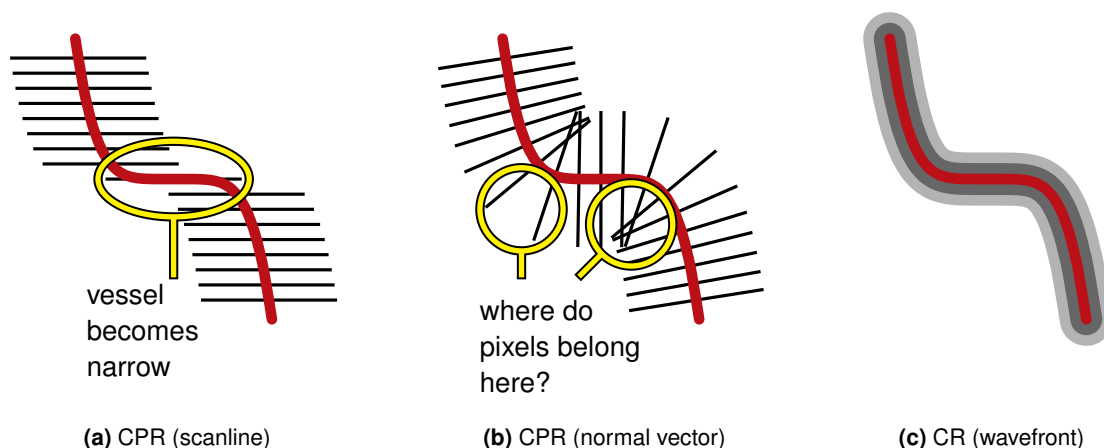 vessel
becomes
narrow
where do
pixels belong
here?
(a) CPR (scanline)
(b) CPR (normal vector)
(c) CR (wavefront)